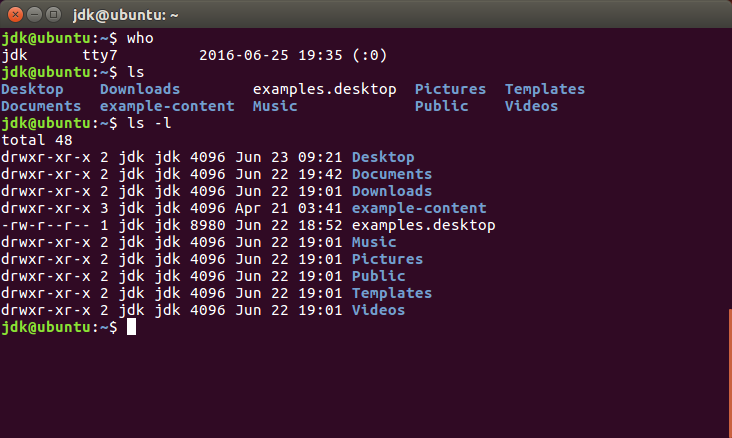 jdk@ubuntu: ~
jdk@ubuntu:~$ who
jdk      tty7         2016-06-25 19:35 (:0)
jdk@ubuntu:~$ ls
Desktop    Downloads        examples.desktop  Pictures  Templates
Documents  example-content  Music             Public    Videos
jdk@ubuntu:~$ ls -l
total 48
drwxr-xr-x 2 jdk jdk 4096 Jun 23 09:21 Desktop
drwxr-xr-x 2 jdk jdk 4096 Jun 22 19:42 Documents
drwxr-xr-x 2 jdk jdk 4096 Jun 22 19:01 Downloads
drwxr-xr-x 3 jdk jdk 4096 Apr 21 03:41 example-content
-rw-r--r-- 1 jdk jdk 8980 Jun 22 18:52 examples.desktop
drwxr-xr-x 2 jdk jdk 4096 Jun 22 19:01 Music
drwxr-xr-x 2 jdk jdk 4096 Jun 22 19:01 Pictures
drwxr-xr-x 2 jdk jdk 4096 Jun 22 19:01 Public
drwxr-xr-x 2 jdk jdk 4096 Jun 22 19:01 Templates
drwxr-xr-x 2 jdk jdk 4096 Jun 22 19:01 Videos
jdk@ubuntu:~$